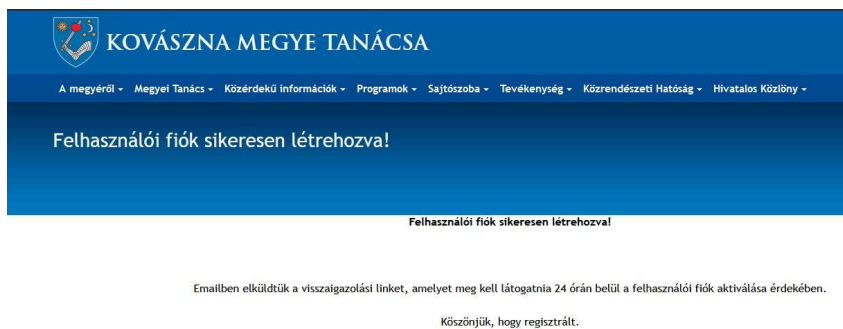 KOVÁSZNA MEGYE TANÁCSA
A megyéről Megyei Tanács Közérdekű információk Programok Sajtószoba Tevékenység Közrendészeti Hatóság Hivatalos Közlöny
Felhasználói fiók sikeresen létrehozva!
Felhasználói fiók sikeresen létrehozva!
Emailben elküldtük a visszaigazolási linket, amelyet meg kell látogatnia 24 órán belül a felhasználói fiók aktiválása érdekében.
Köszönjük, hogy regisztrált.